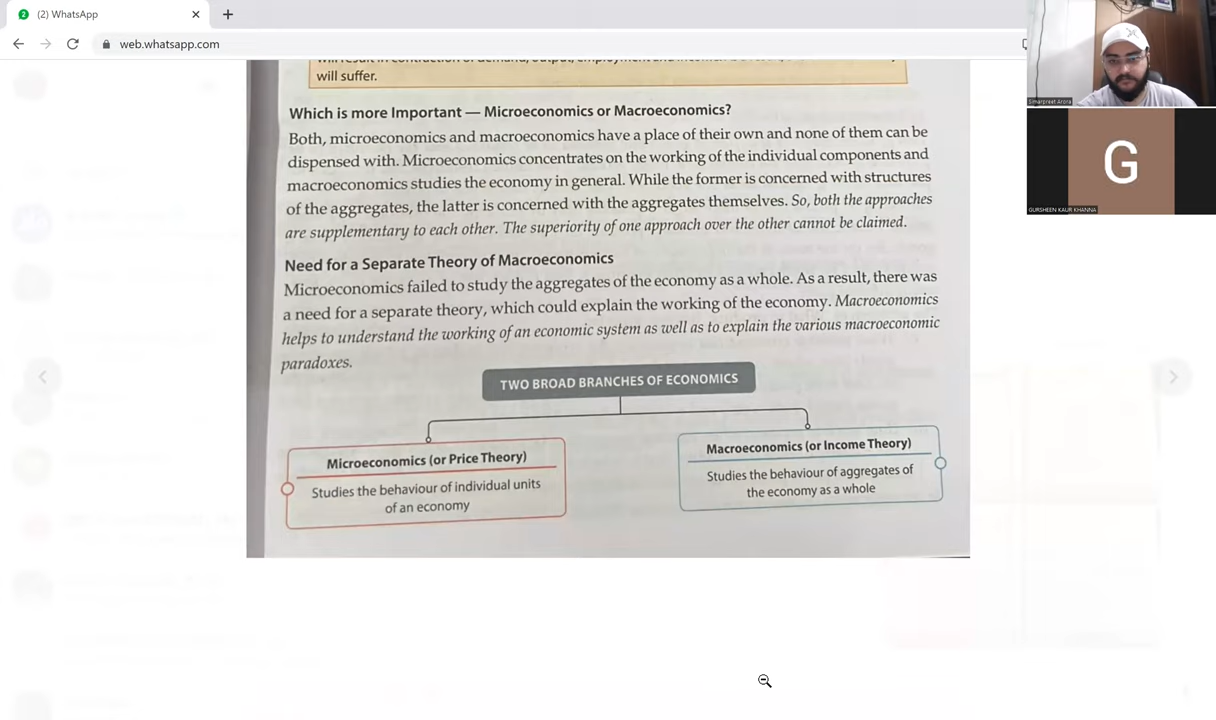 (2) WhatsApp
web.whatsapp.com
will suffer.
Which is more Important — Microeconomics or Macroeconomics?
Both, microeconomics and macroeconomics have a place of their own and none of them can be
dispensed with. Microeconomics concentrates on the working of the individual components and
macroeconomics studies the economy in general. While the former is concerned with structures
of the aggregates, the latter is concerned with the aggregates themselves. So, both the approaches
are supplementary to each other. The superiority of one approach over the other cannot be claimed.
Need for a Separate Theory of Macroeconomics
Microeconomics failed to study the aggregates of the economy as a whole. As a result, there was
a need for a separate theory, which could explain the working of the economy. Macroeconomics
helps to understand the working of an economic system as well as to explain the various macroeconomic
paradoxes.
TWO BROAD BRANCHES OF ECONOMICS
Microeconomics (or Price Theory)
Studies the behaviour of individual units
of an economy
Macroeconomics (or Income Theory)
Studies the behaviour of aggregates of
the economy as a whole
Simarpreet Arora
G
GURSHEEN KAUR KHANNA